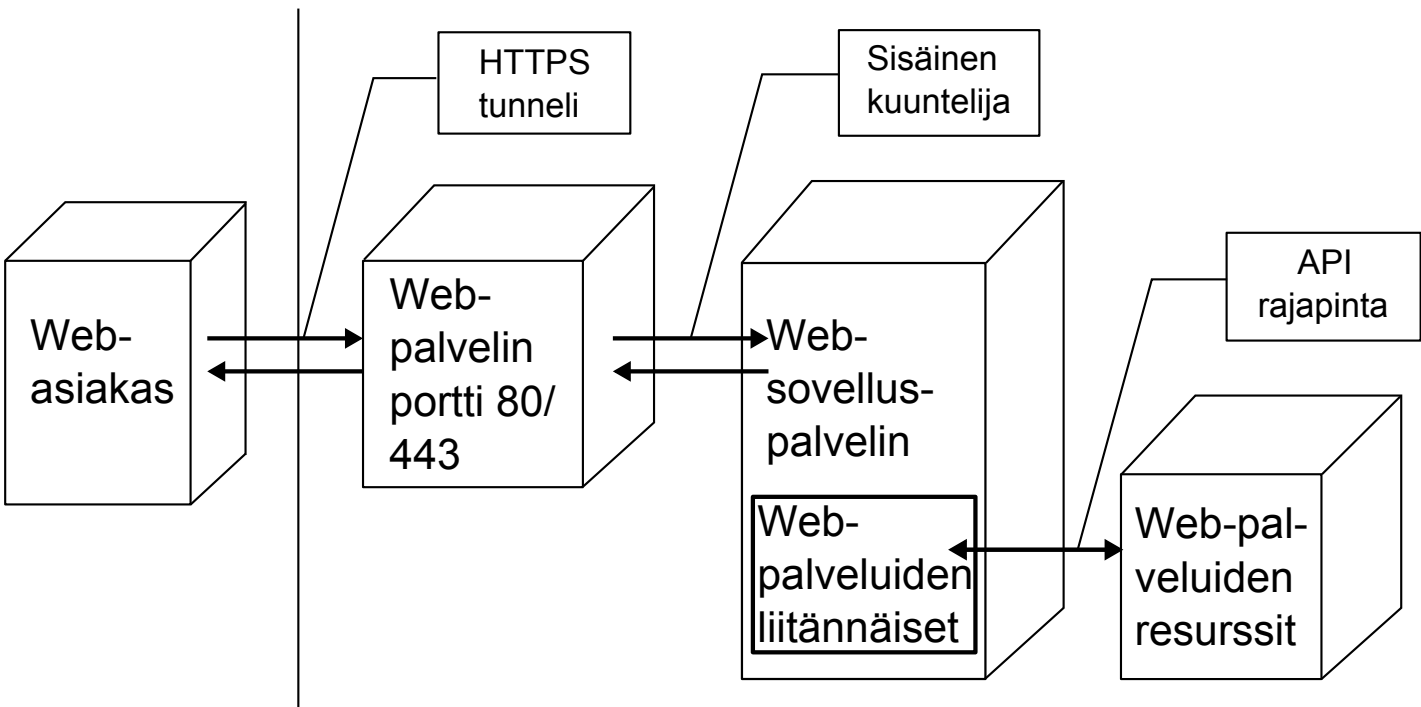 HTTPS
tunneli
Sisäinen
kuuntelija
API
rajapinta
Web-
asiakas
Web-
palvelin
portti 80/
443
Web-
sovellus-
palvelin
Web-
palveluiden
liitännäiset
Web-pal-
veluiden
resurssit